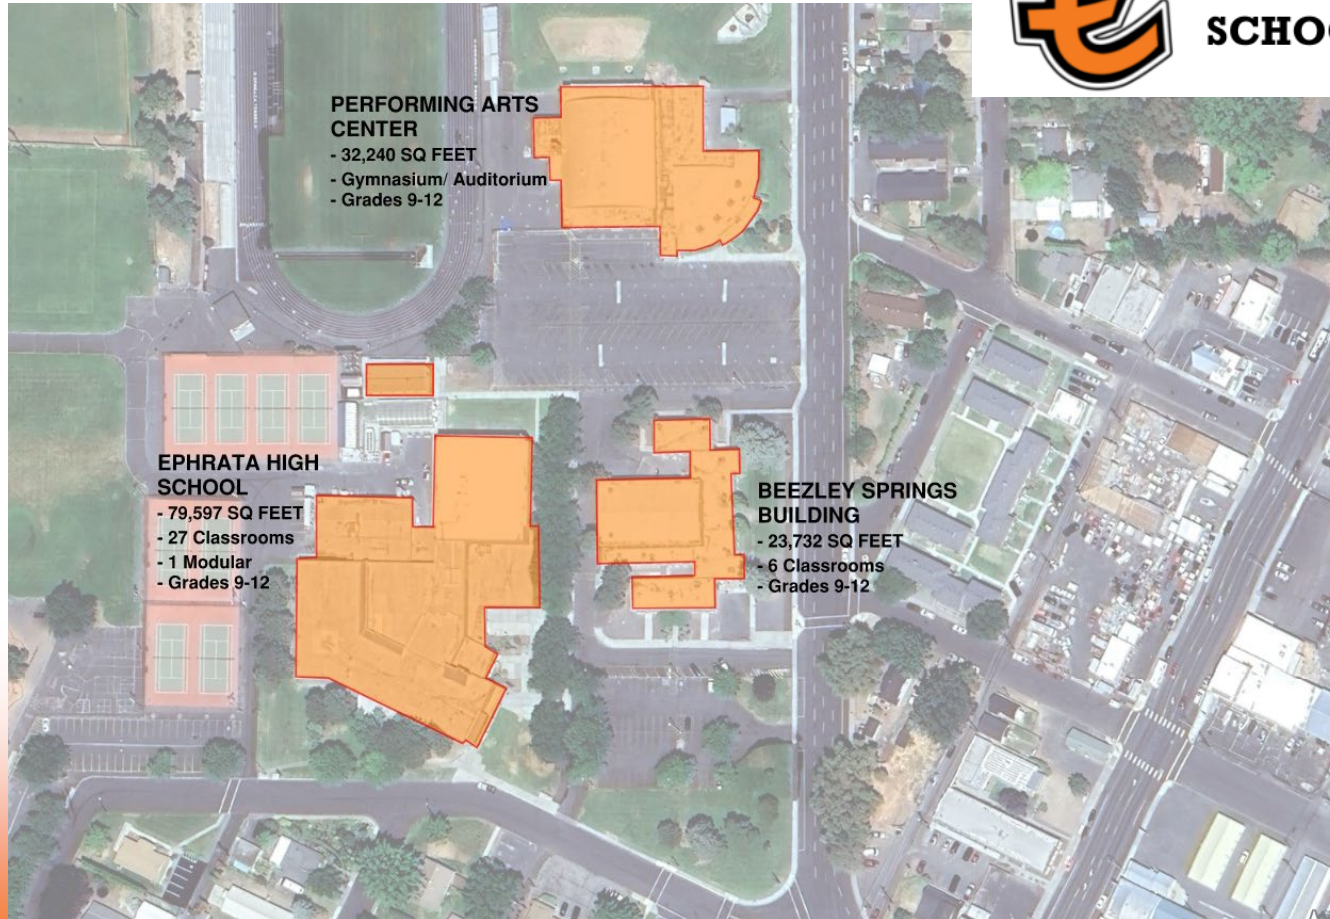 SCHOO
PERFORMING ARTS
CENTER
- 32,240 SQ FEET
- Gymnasium/ Auditorium
- Grades 9-12
EPHRATA HIGH
SCHOOL
- 79,597 SQ FEET
- 27 Classrooms
- 1 Modular
- Grades 9-12
BEEZLEY SPRINGS
BUILDING
- 23,732 SQ FEET
- 6 Classrooms
- Grades 9-12